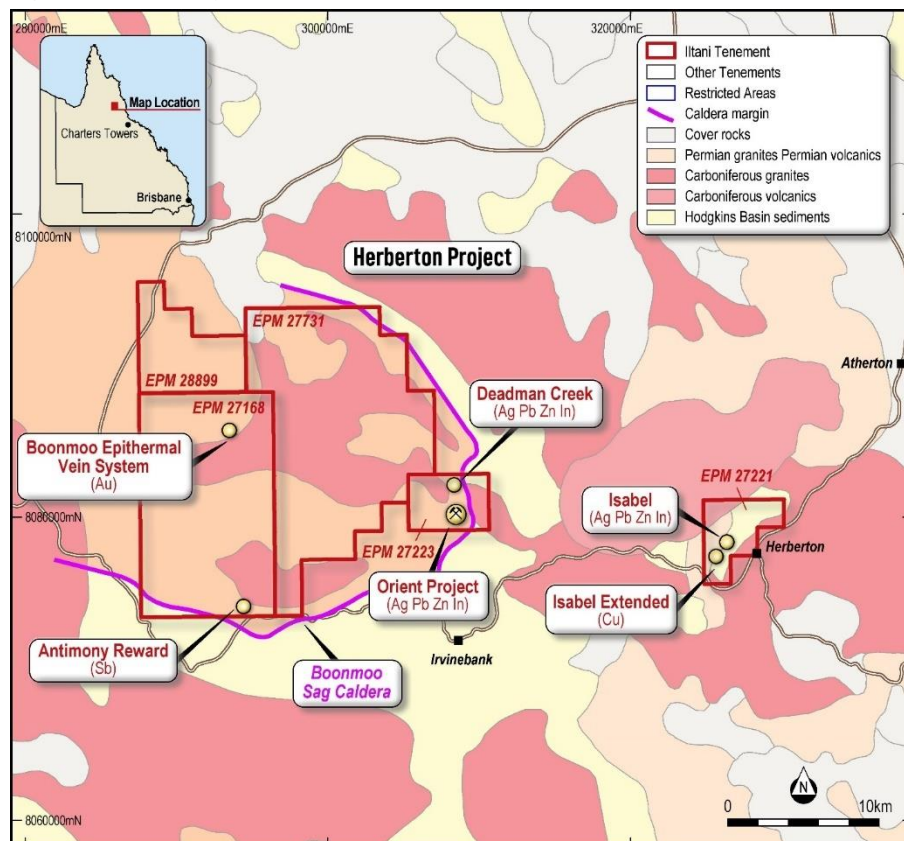 280000mE
300000mE
320000mE
Map Location
Charters Towers
Brisbane
Iltani Tenement
Other Tenements
Restricted Areas
Caldera margin
Cover rocks
Permian granites Permian volcanics
Carboniferous granites
Carboniferous volcanics
Hodgkins Basin sediments
8100000mN
Herberton Project
EPM 27731
Atherton
EPM 28899
EPM 27168
Deadman Creek
(Ag Pb Zn In)
Boonmoo Epithermal
Vein System
(Au)
EPM 27221
Isabel
(Ag Pb Zn In)
8080000mN
EPM 27223
Herberton
Orient Project
(Ag Pb Zn In)
Isabel Extended
(Cu)
Antimony Reward
(Sb)
Irvinebank
Boonmoo
Sag Caldera
N
0
10km
8060000mN